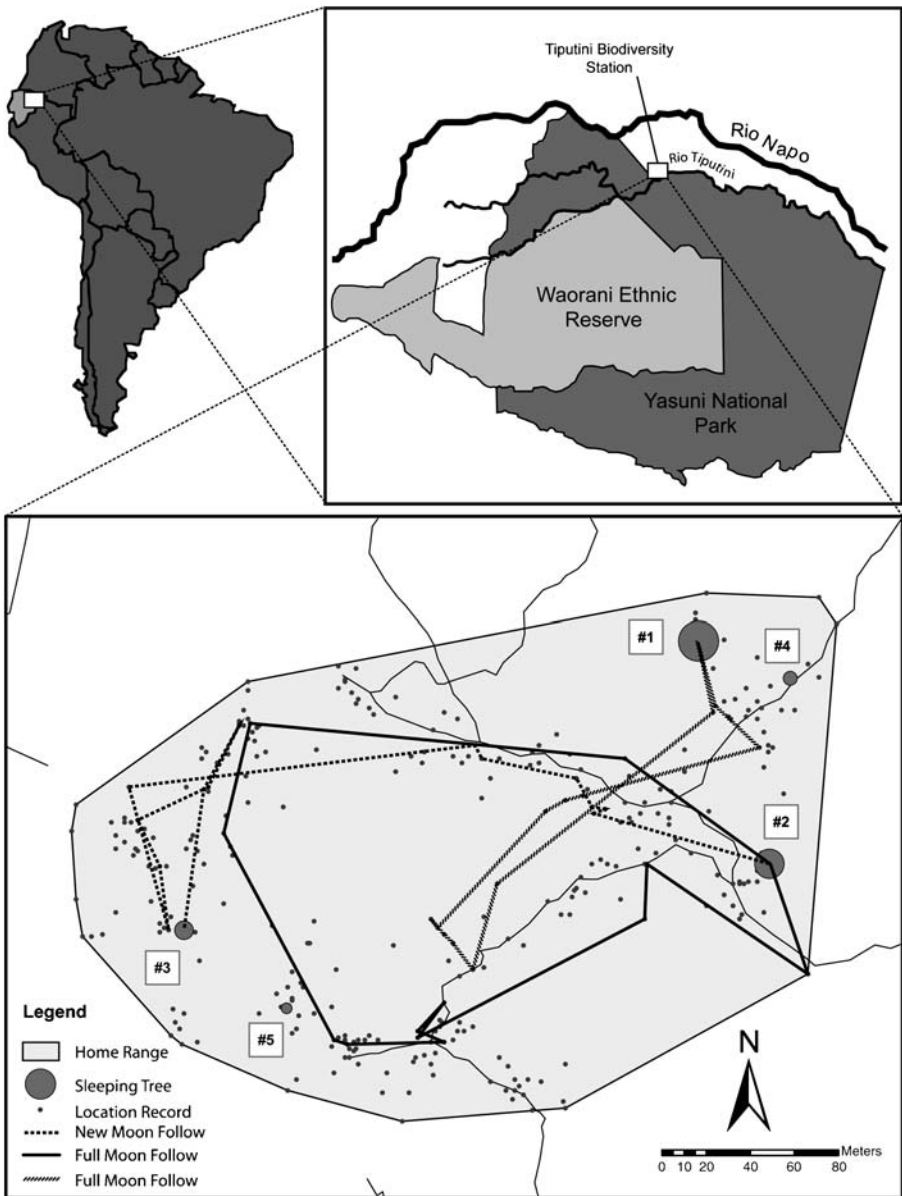 Tiputini Biodiversity
Station
Rio Napo
Rio Tiputini
Waorani Ethnic
Reserve
Yasuni National
Park
#1
#4
#2
#3
#5
Legend
Home Range
Sleeping Tree
Location Record
New Moon Follow
Full Moon Follow
Full Moon Follow
N
Meters
0 10 20 40 60 80